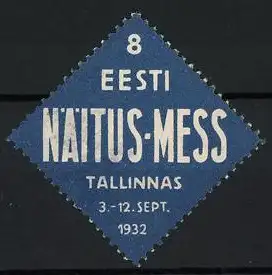 8
EESTI
NÄITUS-MESS
TALLINNAS
3.-12.SEPT.
1932